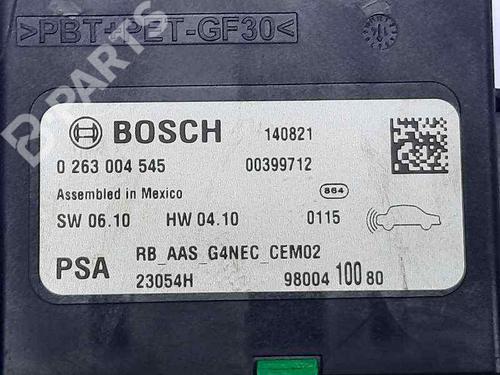 >PBT+PET-GF30<
B-PARTS
BOSCH 140821
0 263 004 545 00399712
Assembled in Mexico 864
SW 06.10 HW 04.10 0115
PSA RB_AAS_G4NEC_CEM02
23054H 98004 100 80